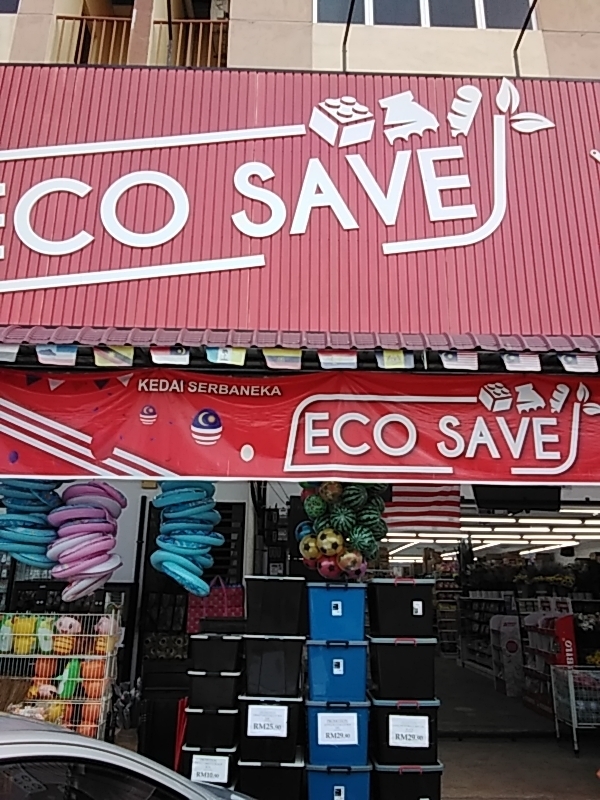 ECO SAVE
KEDAI SERBANEKA
ECO SAVE
RM25.90
RM29.90
RM29.90